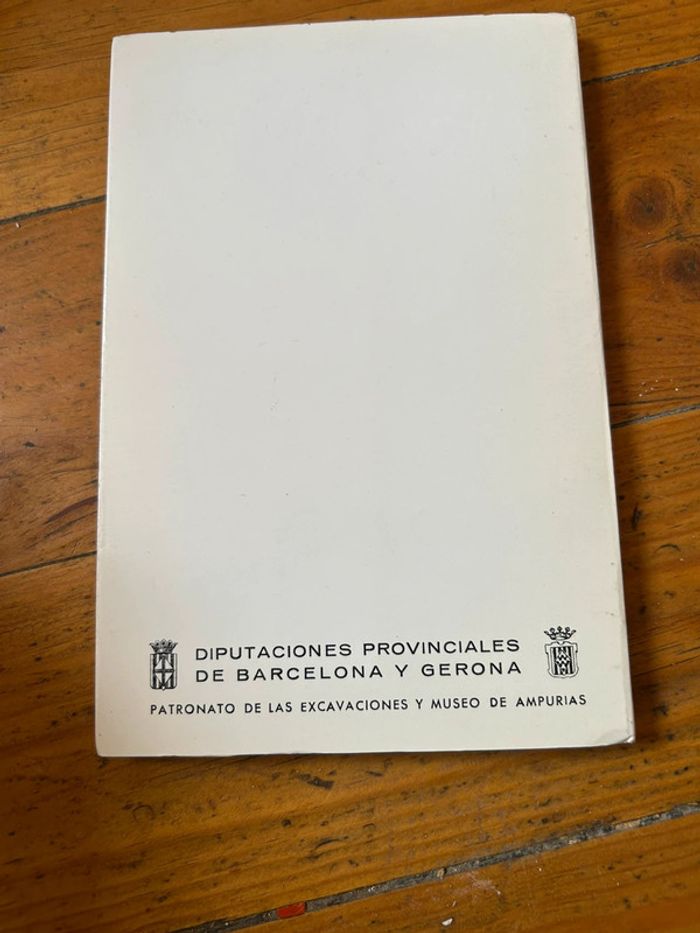 DIPUTACIONES PROVINCIALES
DE BARCELONA Y GERONA
PATRONATO DE LAS EXCAVACIONES Y MUSEO DE AMPURIAS